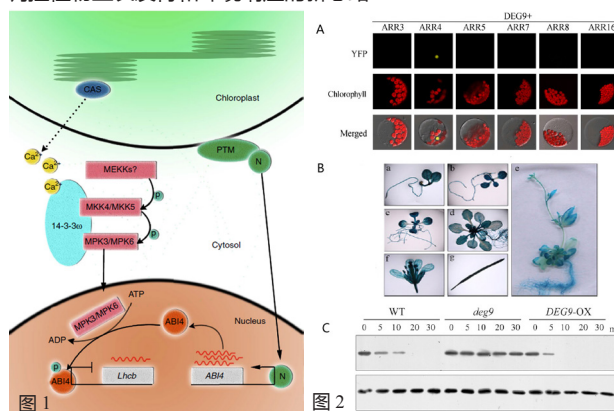 CAS
Chloroplast
PTM
N
Ca2+
Ca2+
Ca2+
MEKKs?
P
MKK4/MKK5
P
14-3-3ω
MPK3/MPK6
Cytosol
MPK3/MPK6
ATP
ADP
Nucleus
ABI4
P
ABI4
Lhcb
ABI4
N
图 1
A
DEG9+
ARR3 ARR4 ARR5 ARR7 ARR8 ARR16
YFP
Chlorophyll
Merged
B
a b e
c d
f g
C
WT deg9 DEG9-OX
0 5 10 20 30 0 5 10 20 30 0 5 10 20 30 m
图 2